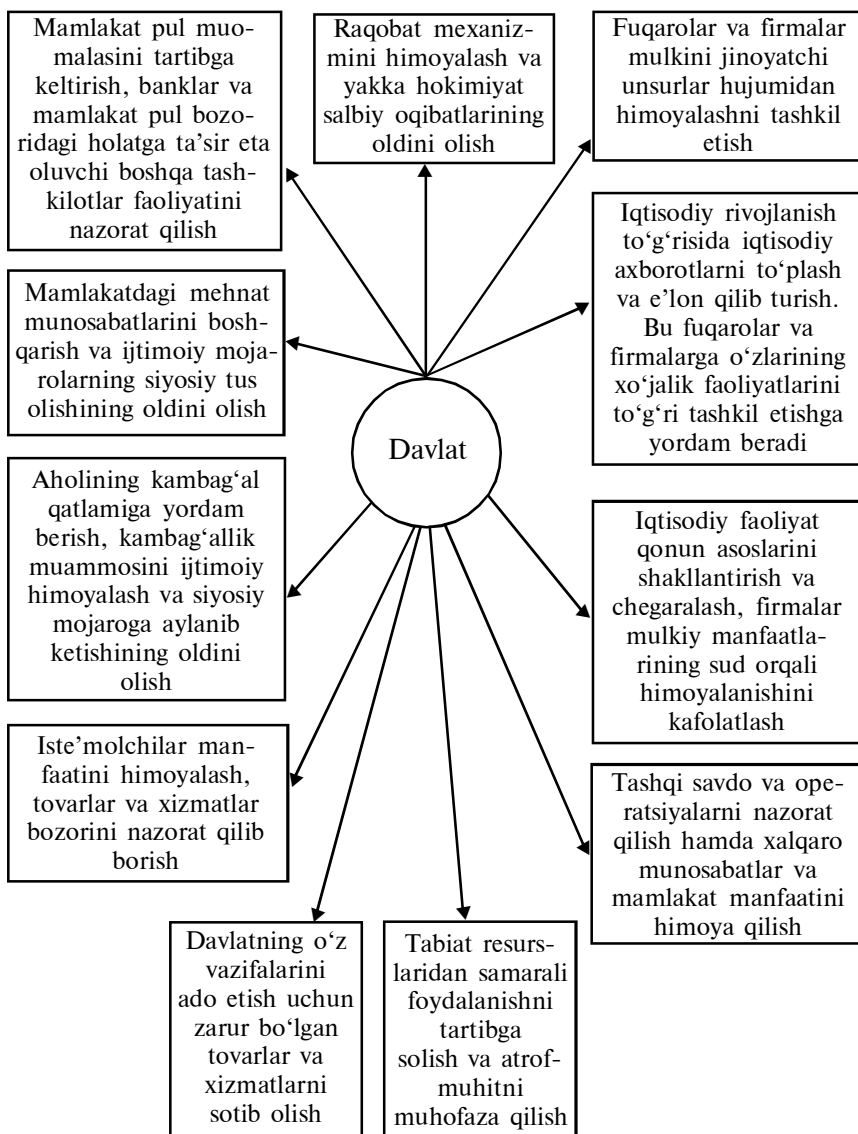 Mamlakat pul muo-
malasini tartibga
keltirish, banklar va
mamlakat pul bozo-
ridagi holatga ta’sir eta
oluvchi boshqa tash-
kilotlar faoliyatini
nazorat qilish
Raqobat mexaniz-
mini himoyalash va
yakka hokimiyat
salbiy oqibatlarining
oldini olish
Fuqarolar va firmalar
mulkini jinoyatchi
unsurlar hujumidan
himoyalashni tashkil
etish
Mamlakatdagi mehnat
munosabatlarini bosh-
qarish va ijtimoiy moja-
rolarning siyosiy tus
olishining oldini olish
Iqtisodiy rivojlanish
to‘g‘risida iqtisodiy
axborotlarni to‘plash
va e’lon qilib turish.
Bu fuqarolar va
firmalarga o‘zlarining
xo‘jalik faoliyatlarini
to‘g‘ri tashkil etishga
yordam beradi
Davlat
Aholining kambag‘al
qatlamiga yordam
berish, kambag‘allik
muammosini ijtimoiy
himoyalash va siyosiy
mojaroga aylanib
ketishining oldini
olish
Iqtisodiy faoliyat
qonun asoslarini
shakllantirish va
chegaralash, firmalar
mulkiy manfaatla-
rining sud orqali
himoyalanishini
kafolatlash
Iste’molchilar man-
faatini himoyalash,
tovarlar va xizmatlar
bozorini nazorat qilib
borish
Tashqi savdo va ope-
ratsiyalarni nazorat
qilish hamda xalqaro
munosabatlar va
mamlakat manfaatini
himoya qilish
Davlatning o‘z
vazifalarini
ado etish uchun
zarur bo‘lgan
tovarlar va
xizmatlarni
sotib olish
Tabiat resurs-
laridan samarali
foydalanishni
tartibga
solish va atrof-
muhitni
muhofaza qilish